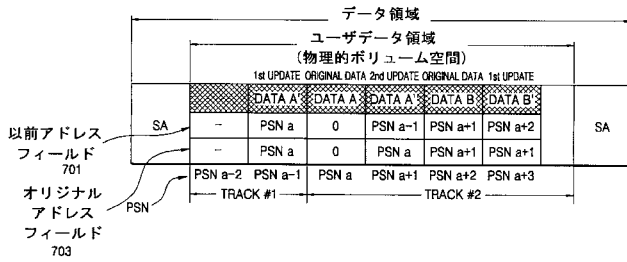 データ領域
ユーザデータ領域
(物理的ボリューム空間)
1st UPDATE ORIGINAL DATA 2nd UPDATE ORIGINAL DATA 1st UPDATE
DATA A' DATA A DATA A'' DATA B DATA B'
以前アドレス
フィールド
701
SA - PSN a 0 PSN a-1 PSN a+1 PSN a+2 SA
- PSN a 0 PSN a PSN a+1 PSN a+1
オリジナル
アドレス
フィールド
703
PSN PSN a-2 PSN a-1 PSN a PSN a+1 PSN a+2 PSN a+3
TRACK #1 TRACK #2